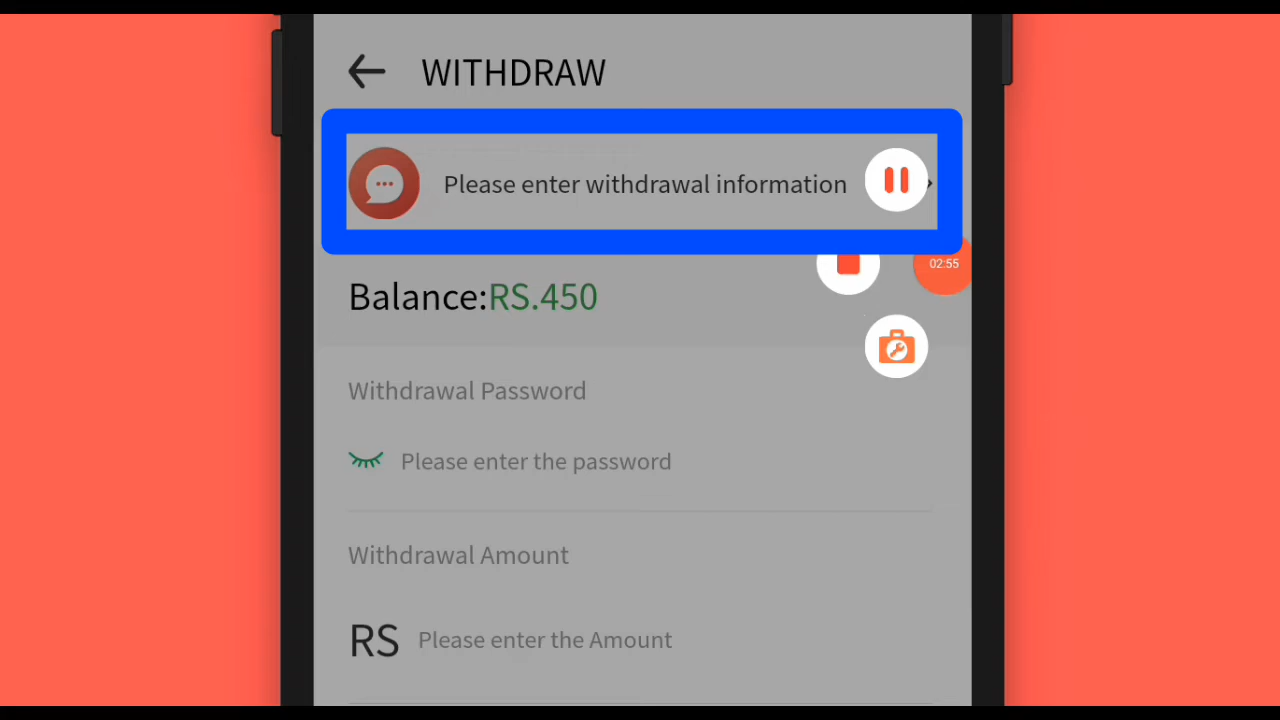 WITHDRAW
Please enter withdrawal information
02:55
Balance:RS.450
Withdrawal Password
Please enter the password
Withdrawal Amount
RS Please enter the Amount